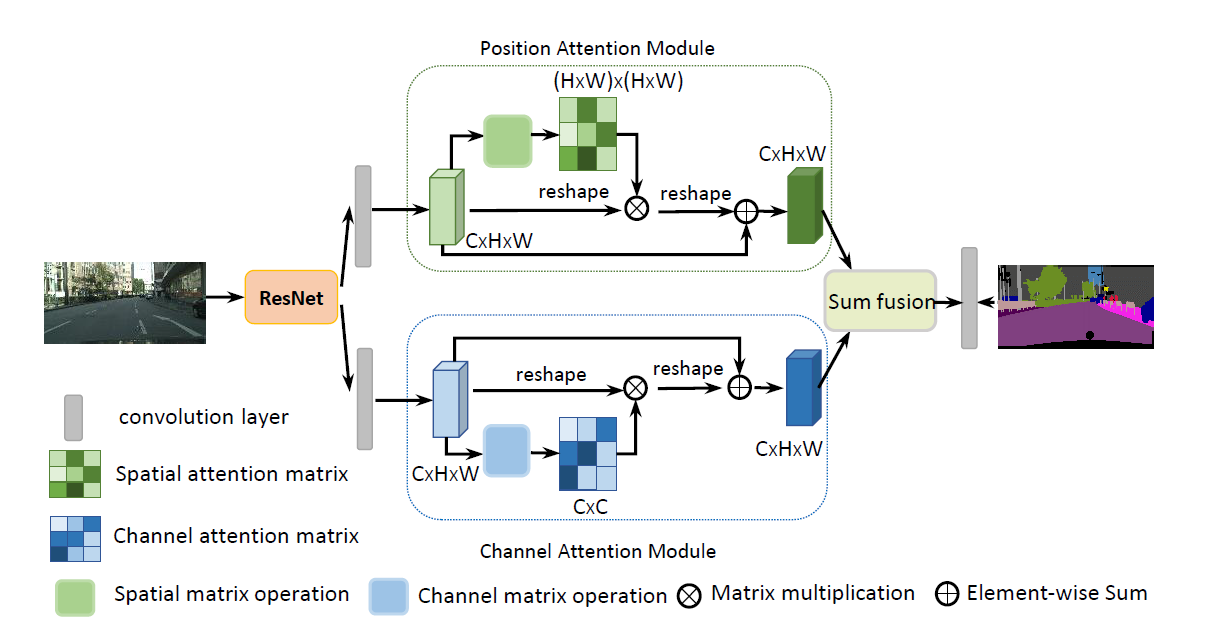 Position Attention Module
(HxW)x(HxW)
CxHxW
reshape
reshape
CxHxW
ResNet
Sum fusion
reshape
reshape
convolution layer
CxHxW
CxHxW
Spatial attention matrix
CxC
Channel attention matrix
Channel Attention Module
Spatial matrix operation
Channel matrix operation
Matrix multiplication
Element-wise Sum